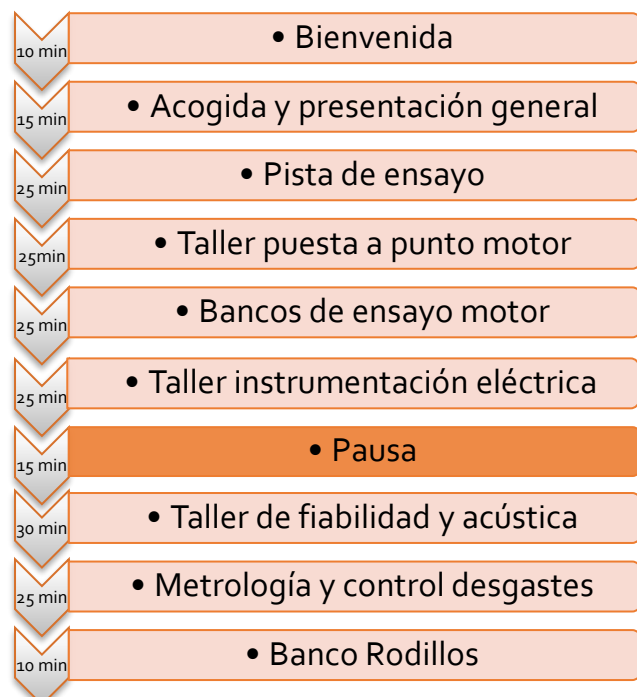 10 min
• Bienvenida
15 min
• Acogida y presentación general
25 min
• Pista de ensayo
25min
• Taller puesta a punto motor
25 min
• Bancos de ensayo motor
25 min
• Taller instrumentación eléctrica
15 min
• Pausa
30 min
• Taller de fiabilidad y acústica
25 min
• Metrología y control desgastes
10 min
• Banco Rodillos